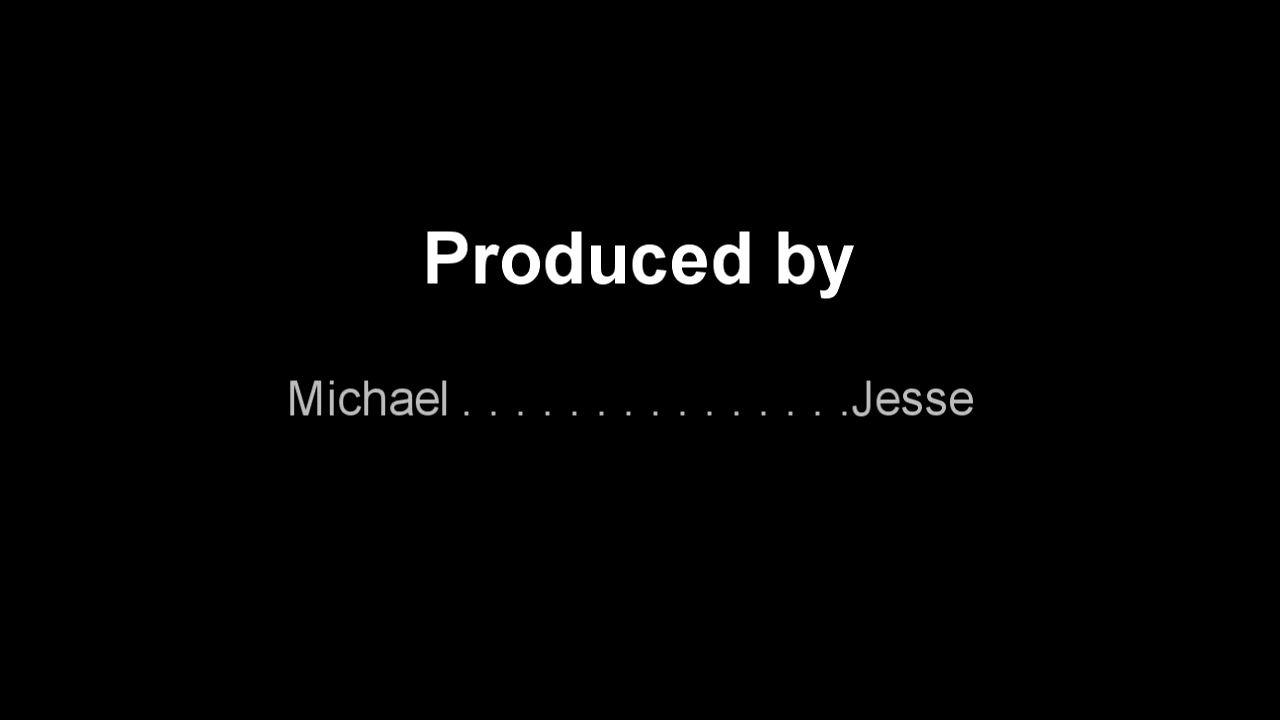 Produced by
Michael . . . . . . . . . . . . . . .Jesse